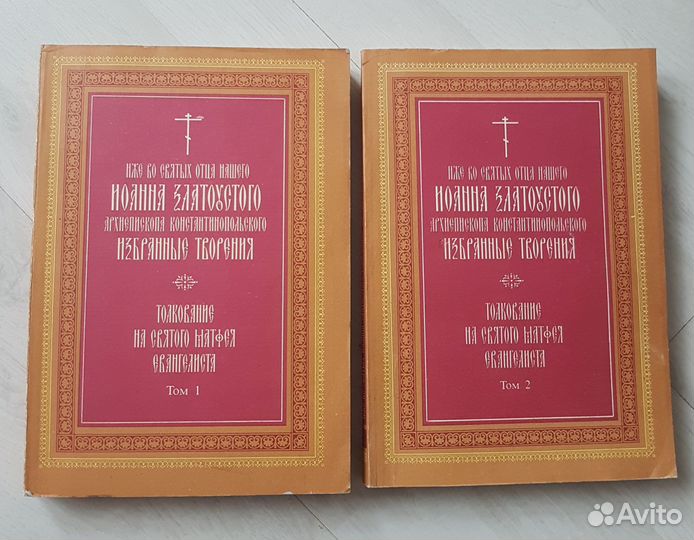 иже во святых отца нашего
Иоанна Златоустого
архиепископа Константинопольского
Избранные творения
Толкование
на святого Матфея
евангелиста
Том 1
иже во святых отца нашего
Иоанна Златоустого
архиепископа Константинопольского
Избранные творения
Толкование
на святого Матфея
евангелиста
Том 2
Avito